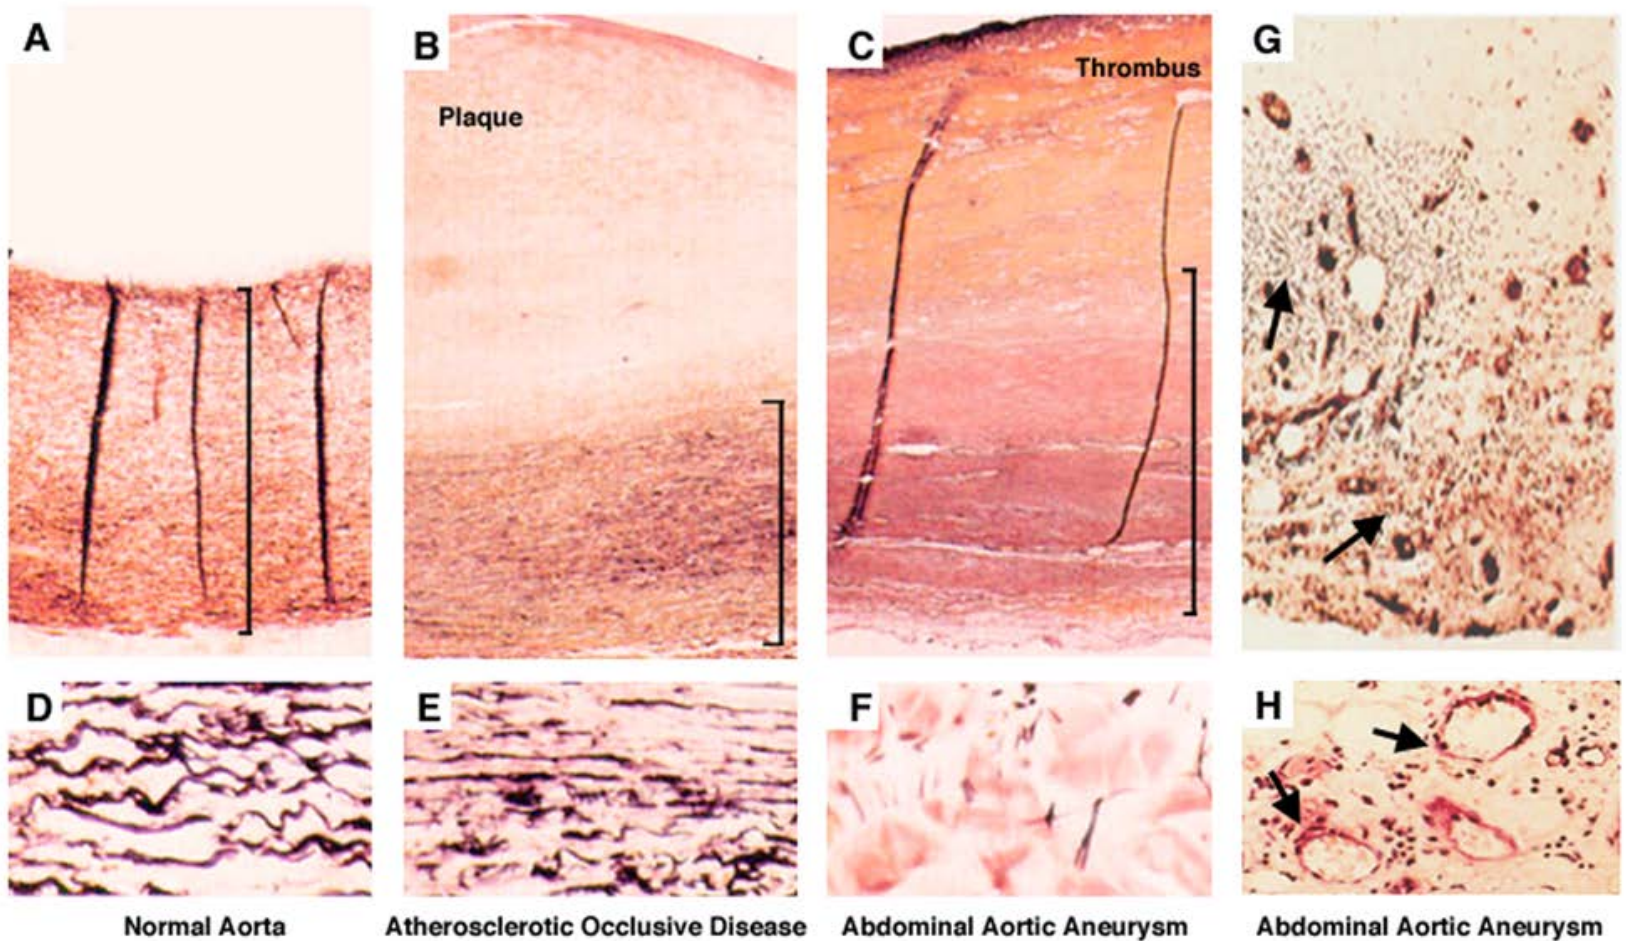 A
B
Plaque
C
Thrombus
G
D
E
F
H
Normal Aorta
Atherosclerotic Occlusive Disease
Abdominal Aortic Aneurysm
Abdominal Aortic Aneurysm